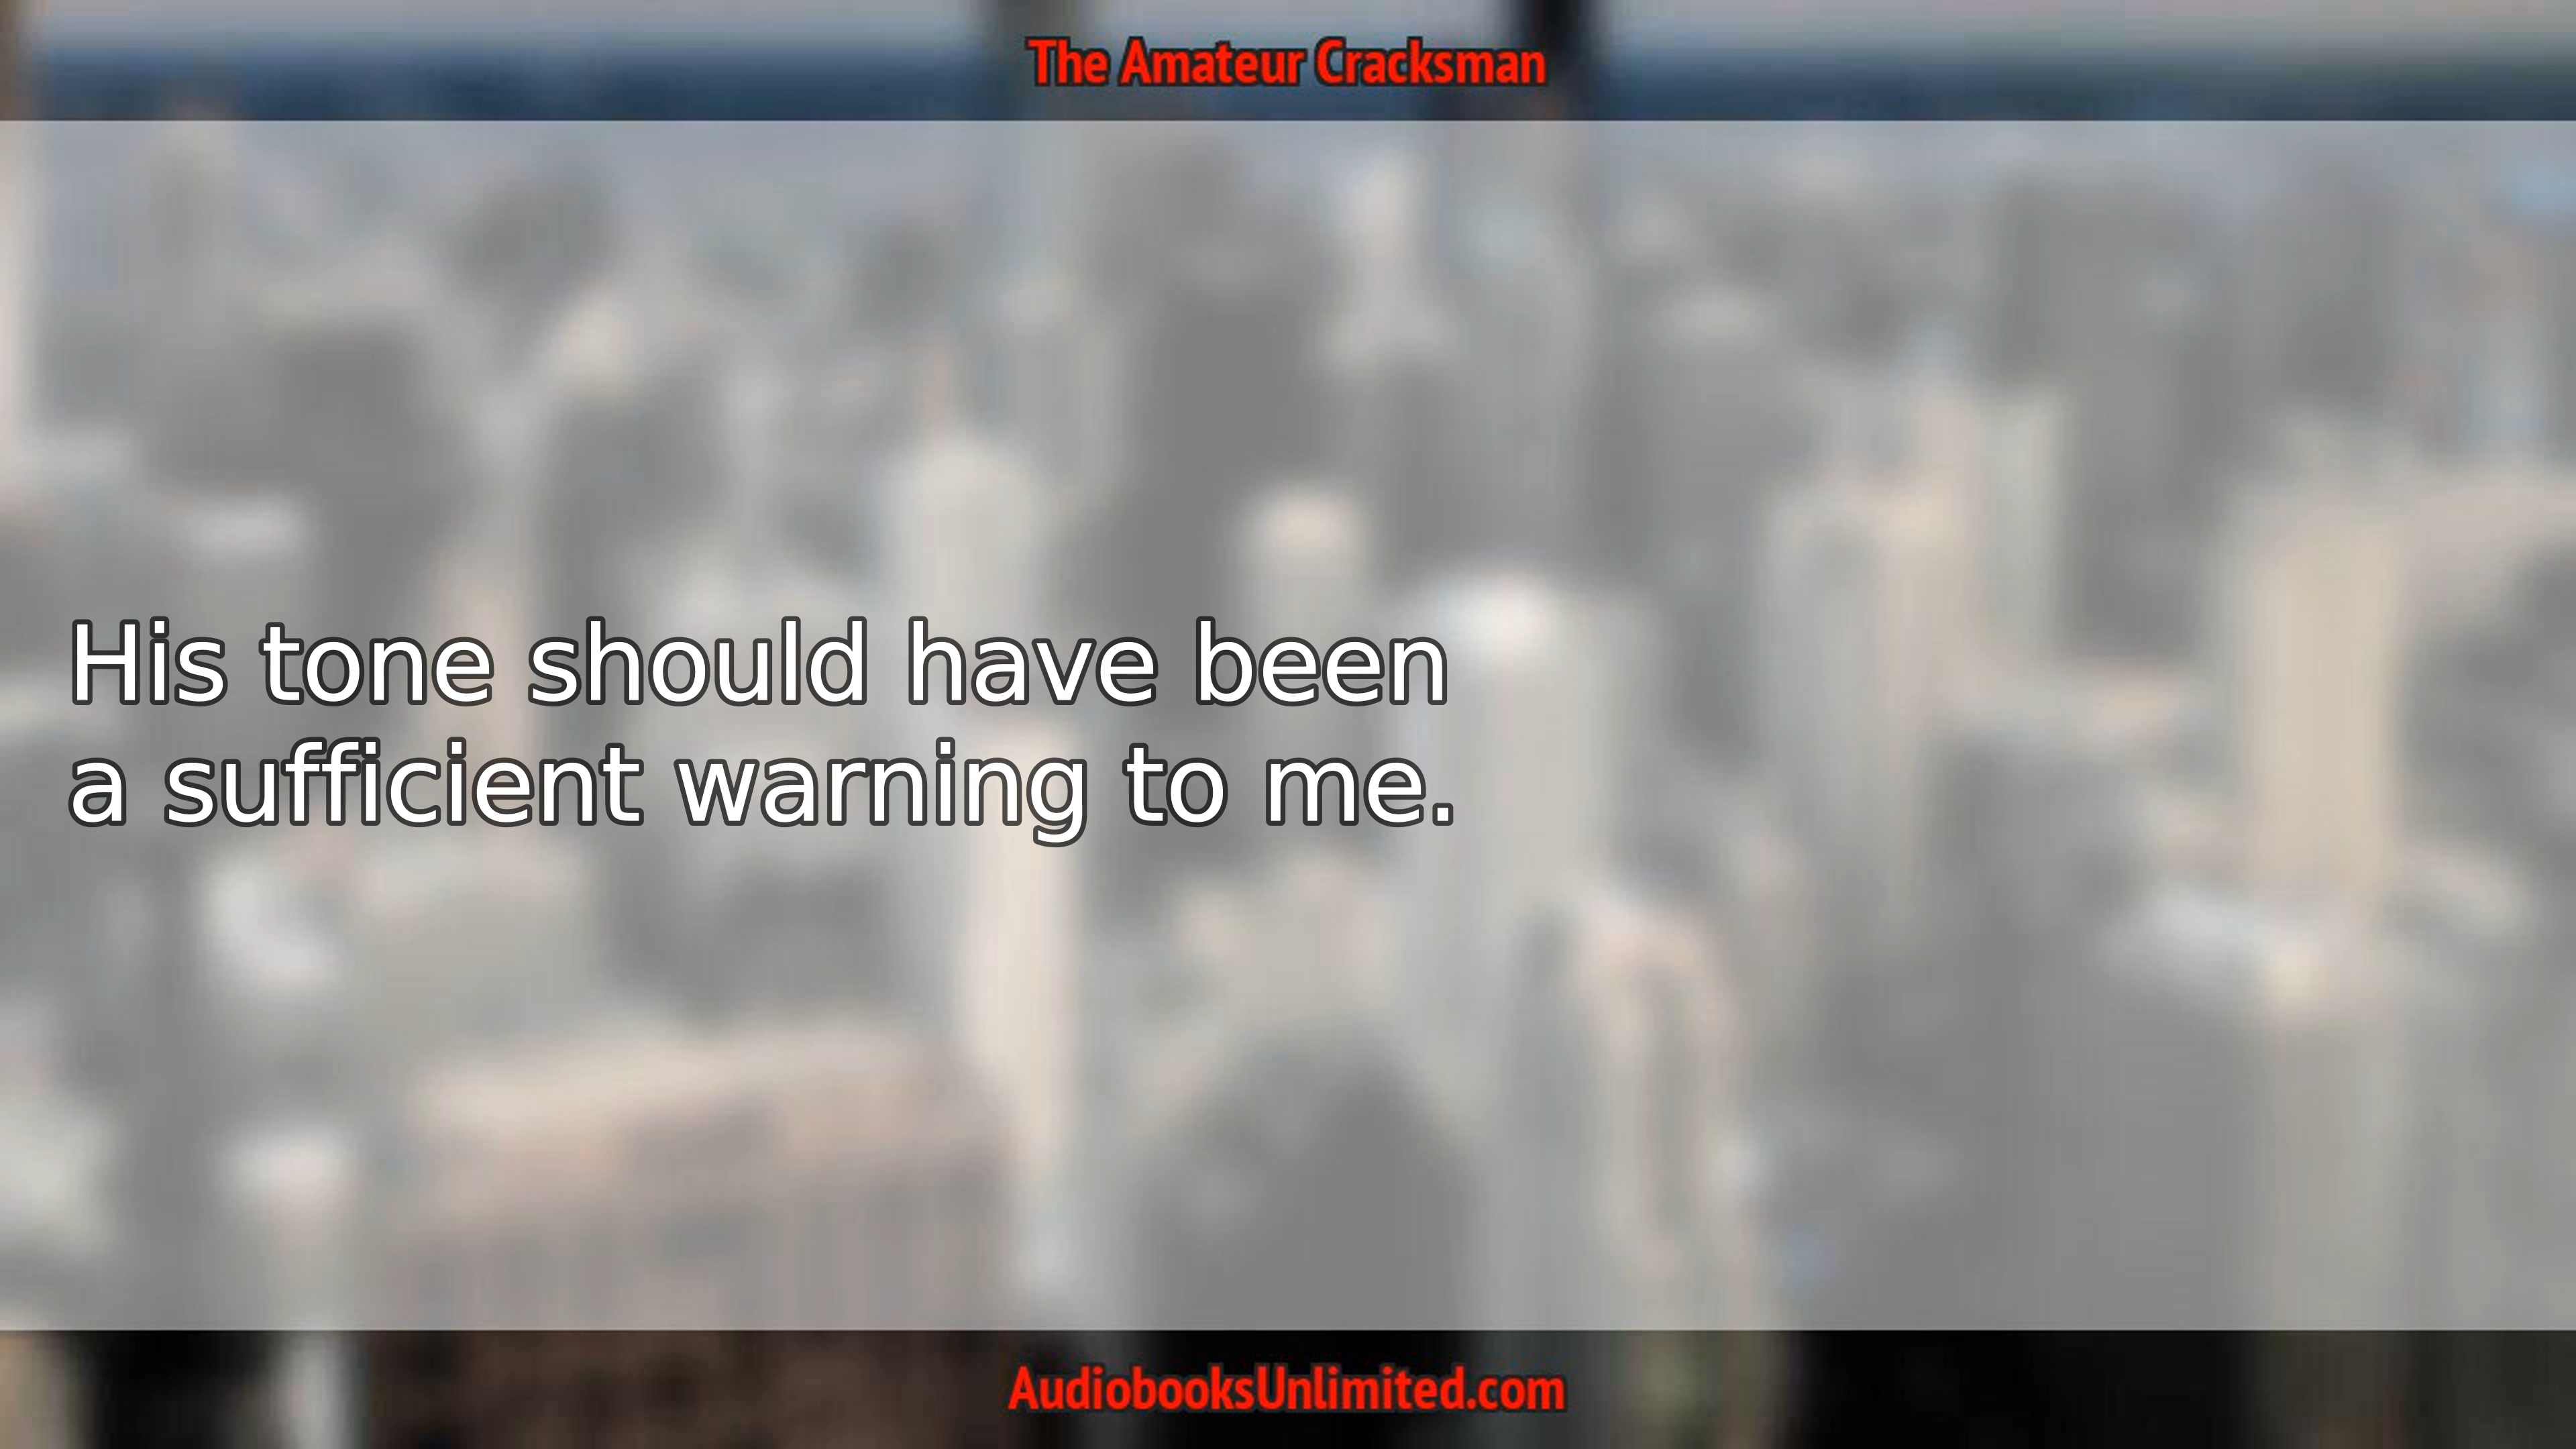 The Amateur Cracksman
His tone should have been
a sufficient warning to me.
AudiobooksUnlimited.com